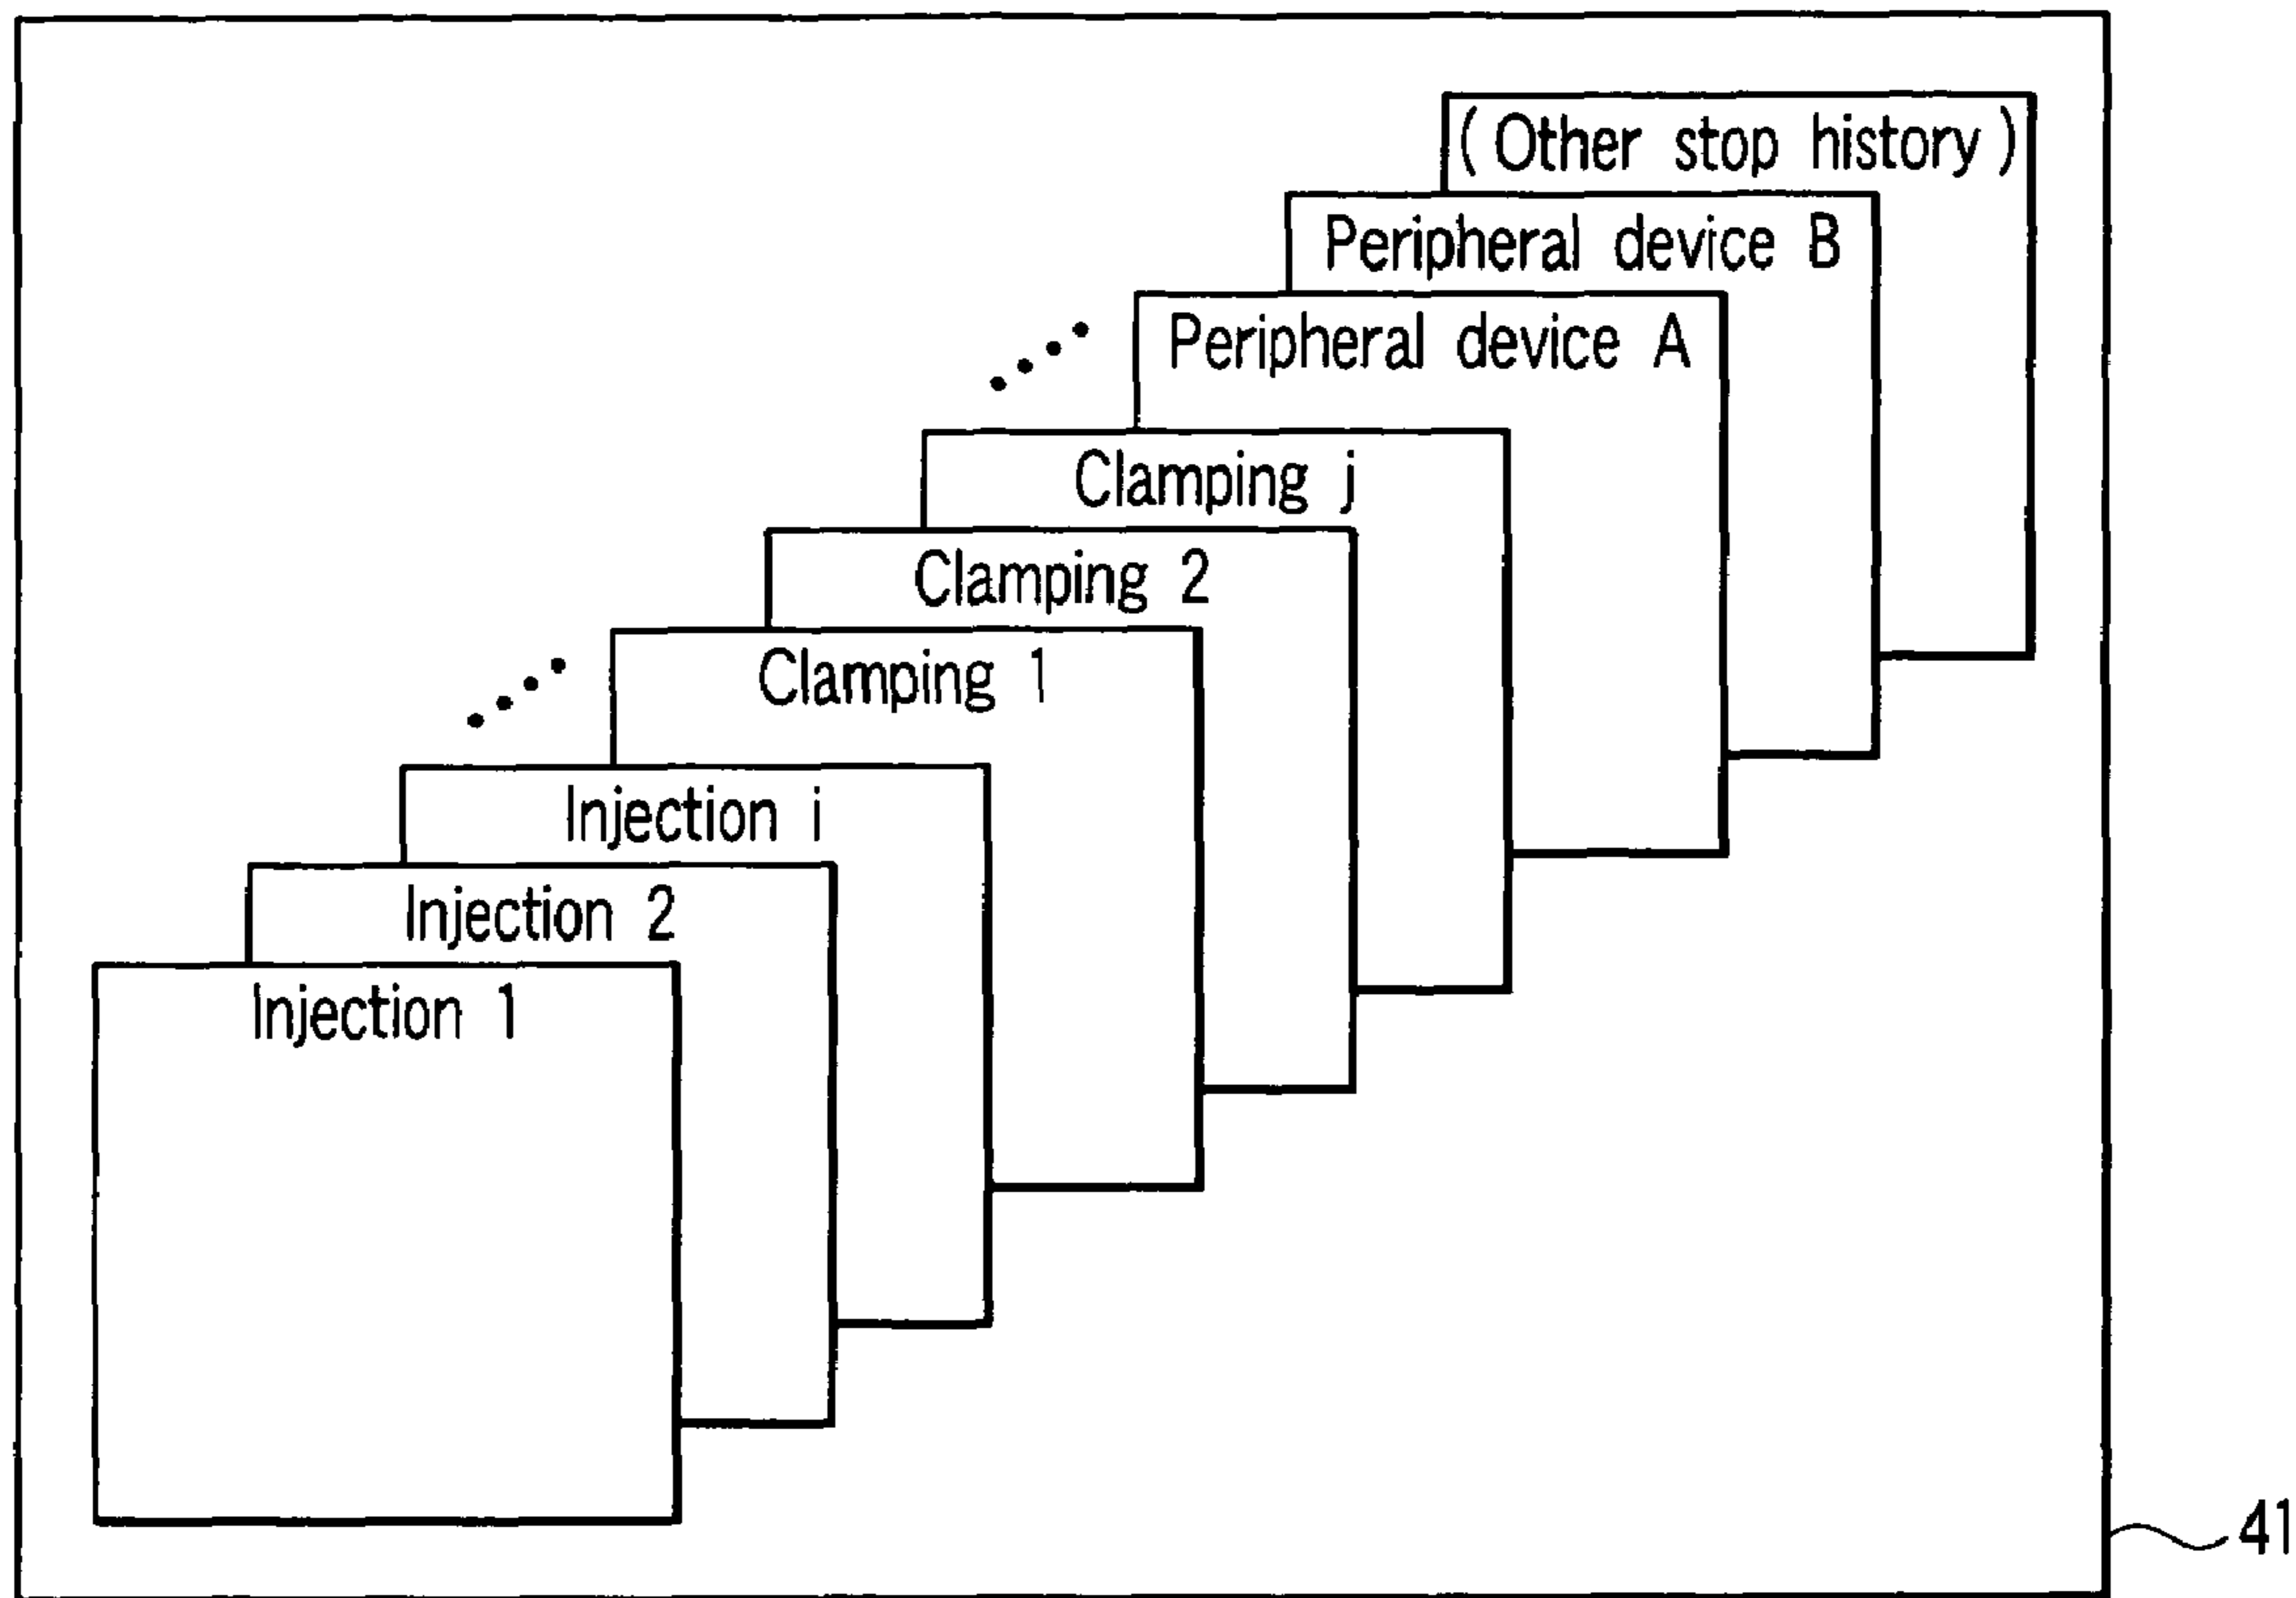 (Other stop history)
Peripheral device B
Peripheral device A
Clamping j
Clamping 2
Clamping 1
Injection i
Injection 2
Injection 1
41